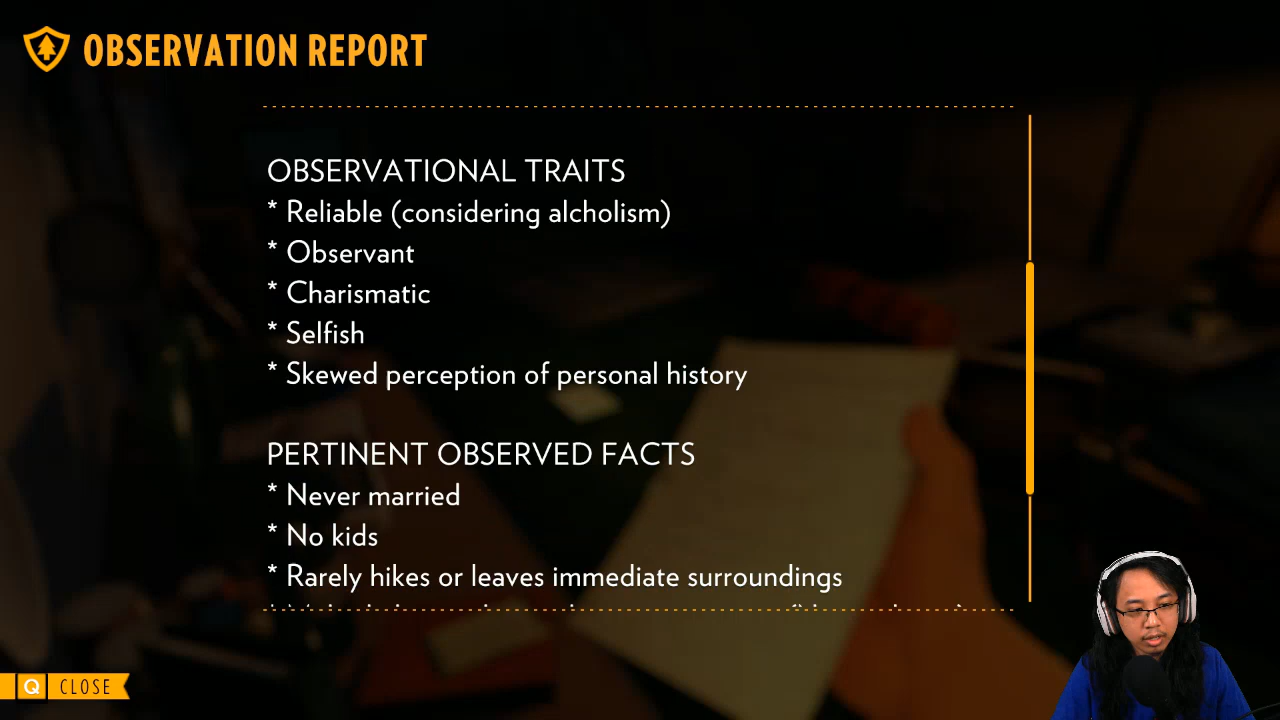 OBSERVATION REPORT
OBSERVATIONAL TRAITS
* Reliable (considering alcholism)
* Observant
* Charismatic
* Selfish
* Skewed perception of personal history
PERTINENT OBSERVED FACTS
* Never married
* No kids
* Rarely hikes or leaves immediate surroundings
Q CLOSE